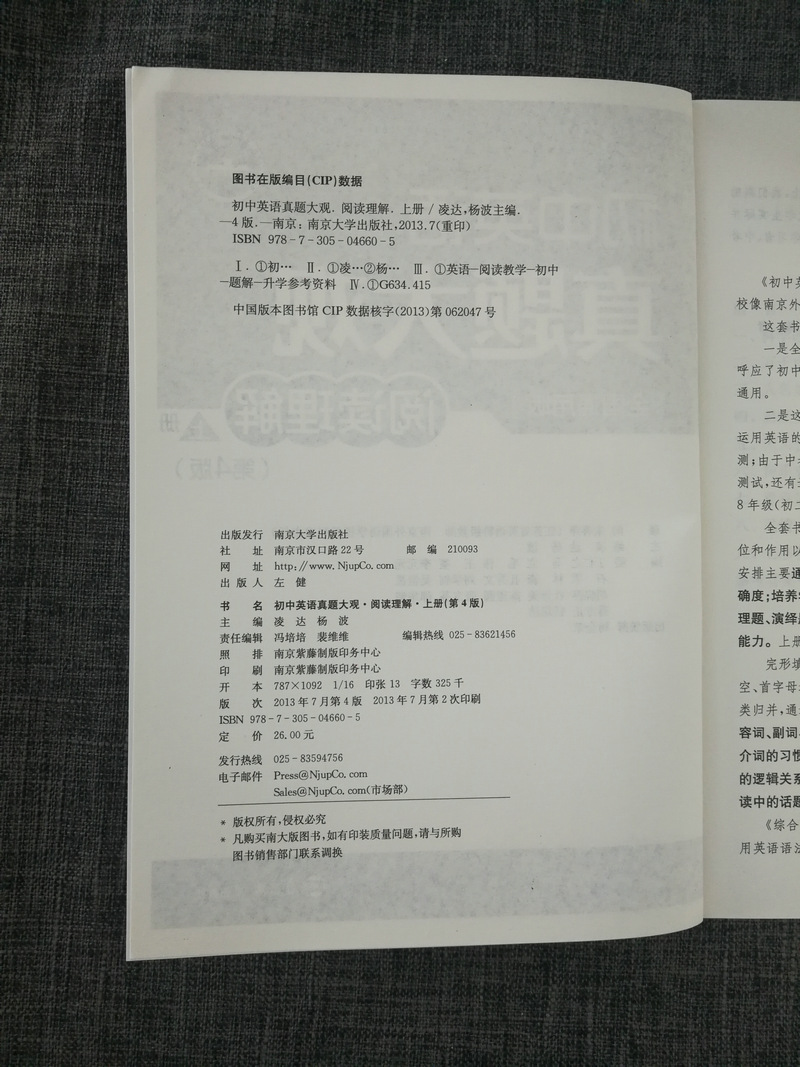 图书在版编目(CIP)数据
初中英语真题大观. 阅读理解. 上册 / 凌达,杨波主编.
—4 版.—南京: 南京大学出版社,2013.7(重印)
ISBN 978-7-305-04660-5
Ⅰ. ①初… Ⅱ. ①凌…②杨… Ⅲ. ①英语—阅读教学—初中
—题解—升学参考资料 Ⅳ. ①G634.415
中国版本图书馆 CIP 数据核字(2013)第 062047 号
出版发行 南京大学出版社
社 址 南京市汉口路 22 号 邮 编 210093
网 址 http://www.NjupCo.com
出 版 人 左 健
书 名 初中英语真题大观·阅读理解·上册(第 4 版)
主 编 凌 达 杨 波
责任编辑 冯培培 裴维维 编辑热线 025-83621456
照 排 南京紫藤制版印务中心
印 刷 南京紫藤制版印务中心
开 本 787×1092 1/16 印张 13 字数 325 千
版 次 2013 年 7 月第 4 版 2013 年 7 月第 2 次印刷
ISBN 978-7-305-04660-5
定 价 26.00 元
发行热线 025-83594756
电子邮件 Press@NjupCo.com
Sales@NjupCo.com(市场部)
* 版权所有,侵权必究
* 凡购买南大版图书,如有印装质量问题,请与所购
图书销售部门联系调换
《初中英
校像南京外
这套书
一是全
呼应了初中
通用。
二是这
运用英语的
测;由于中
测试,还有
8 年级(初二
全套书
位和作用以
安排主要通
确度;培养
理题、演绎
能力。上册
完形填
空、首字母
类归并,通
容词、副词
介词的习惯
的逻辑关系
读中的话题
《综合
用英语语法